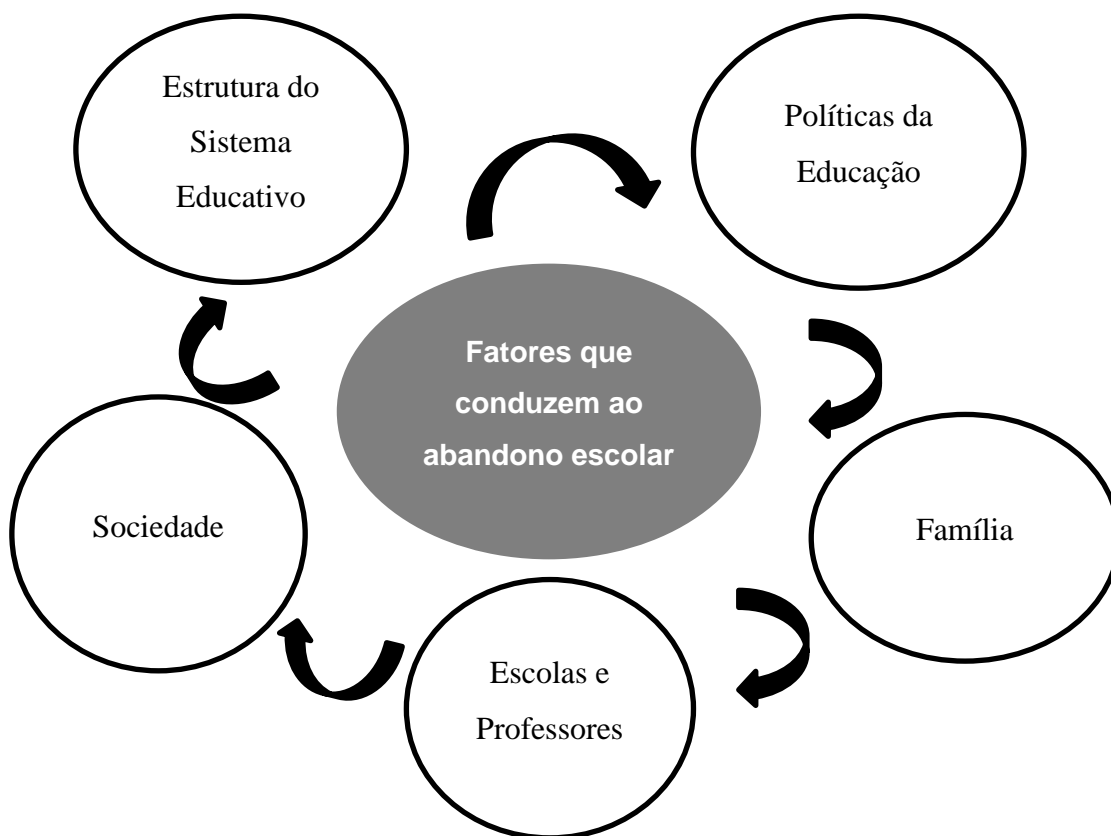 Estrutura do
Sistema
Educativo
Políticas da
Educação
Fatores que
conduzem ao
abandono escolar
Sociedade
Família
Escolas e
Professores